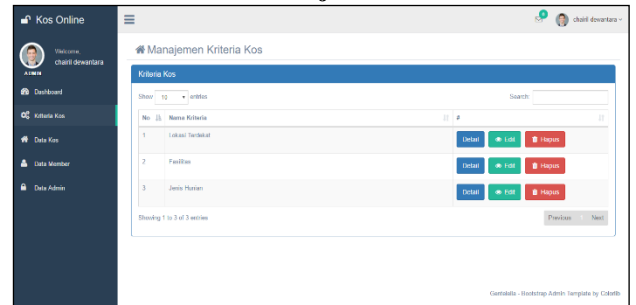 Kos Online
chairil dewantara
Welcome,
chairil dewantara
ADMIN
Dashboard
Kriteria Kos
Data Kos
Data Member
Data Admin
Manajemen Kriteria Kos
Kriteria Kos
Show 10 entries
Search:
No Nama Kriteria #
1 Lokasi Terdekat Detail Edit Hapus
2 Fasilitas Detail Edit Hapus
3 Jenis Hunian Detail Edit Hapus
Showing 1 to 3 of 3 entries
Previous 1 Next
Gentelella - Bootstrap Admin Template by Colorlib